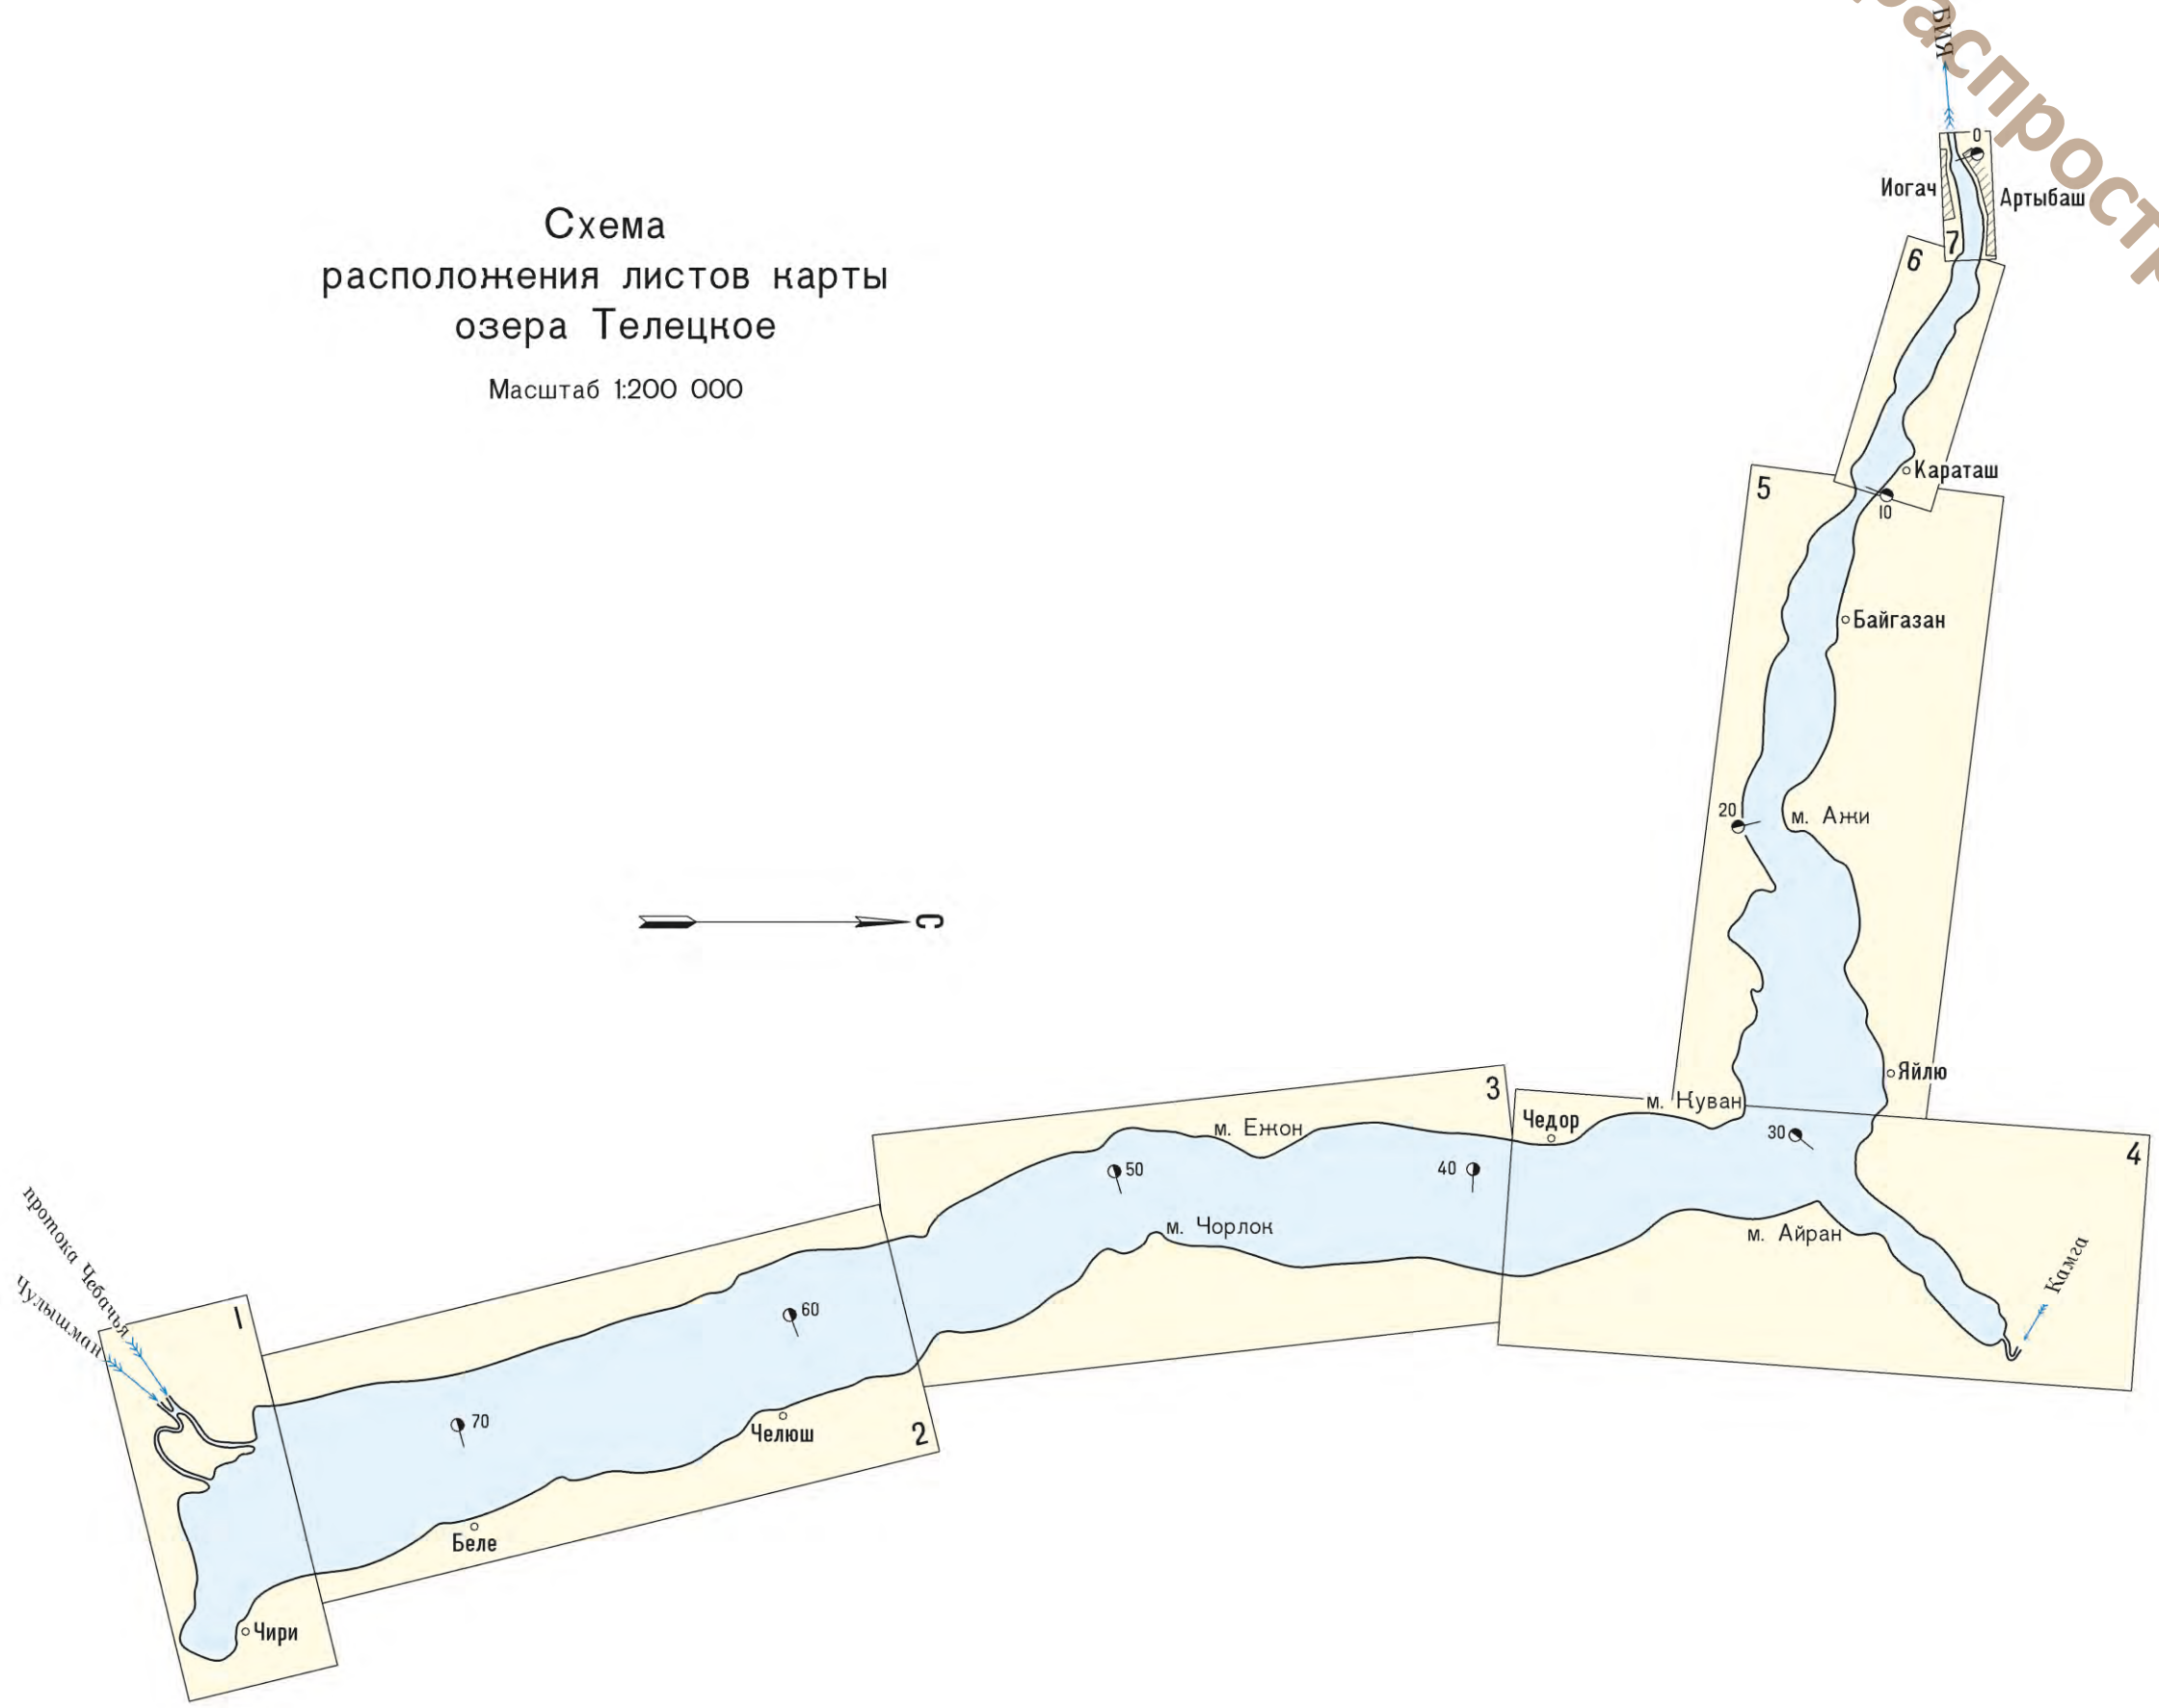 распростр
БИЯ
0
Иогач
Артыбаш
7
6
Схема
расположения листов карты
озера Телецкое
Масштаб 1:200 000
Караташ
5
10
Байгазан
20
м. Ажи
С
Яйлю
3
м. Куван
Чедор
м. Ежон
30
4
50
40
протока Чебачья
м. Чорлок
м. Айран
Камга
Чулышман
1
60
70
Челюш
2
Беле
Чири